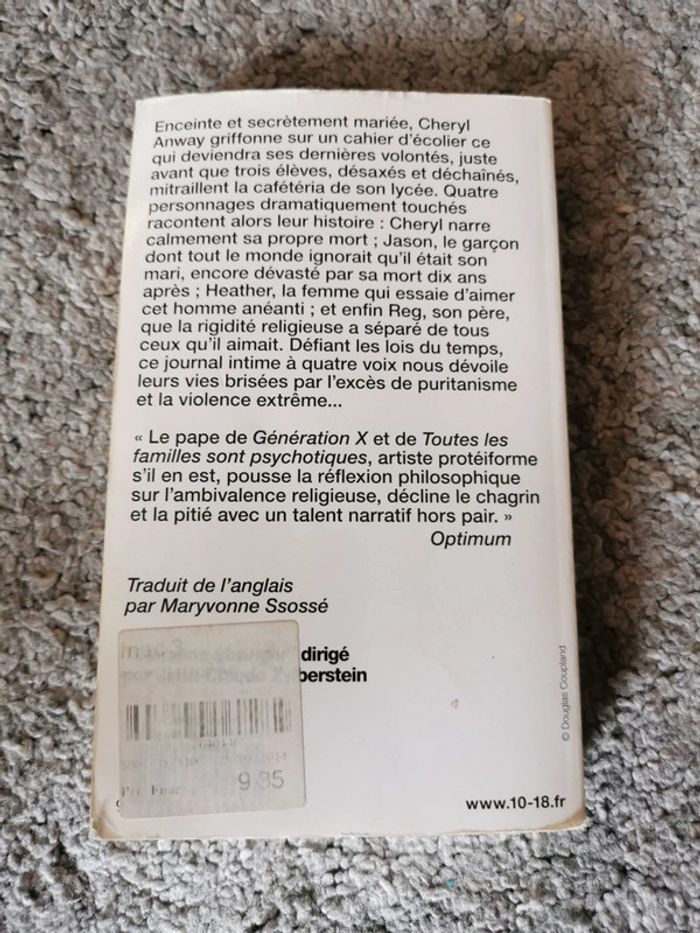 Enceinte et secrètement mariée, Cheryl
Anway griffonne sur un cahier d'écolier ce
qui deviendra ses dernières volontés, juste
avant que trois élèves, désaxés et déchaînés,
mitraillent la cafétéria de son lycée. Quatre
personnages dramatiquement touchés
racontent alors leur histoire : Cheryl narre
calmement sa propre mort ; Jason, le garçon
dont tout le monde ignorait qu'il était son
mari, encore dévasté par sa mort dix ans
après ; Heather, la femme qui essaie d'aimer
cet homme anéanti ; et enfin Reg, son père,
que la rigidité religieuse a séparé de tous
ceux qu'il aimait. Défiant les lois du temps,
ce journal intime à quatre voix nous dévoile
leurs vies brisées par l'excès de puritanisme
et la violence extrême...
« Le pape de Génération X et de Toutes les
familles sont psychotiques, artiste protéiforme
s'il en est, pousse la réflexion philosophique
sur l'ambivalence religieuse, décline le chagrin
et la pitié avec un talent narratif hors pair. »
Optimum
Traduit de l'anglais
par Maryvonne Ssossé
dirigé
berstein
9.35
© Douglas Coupland
www.10-18.fr